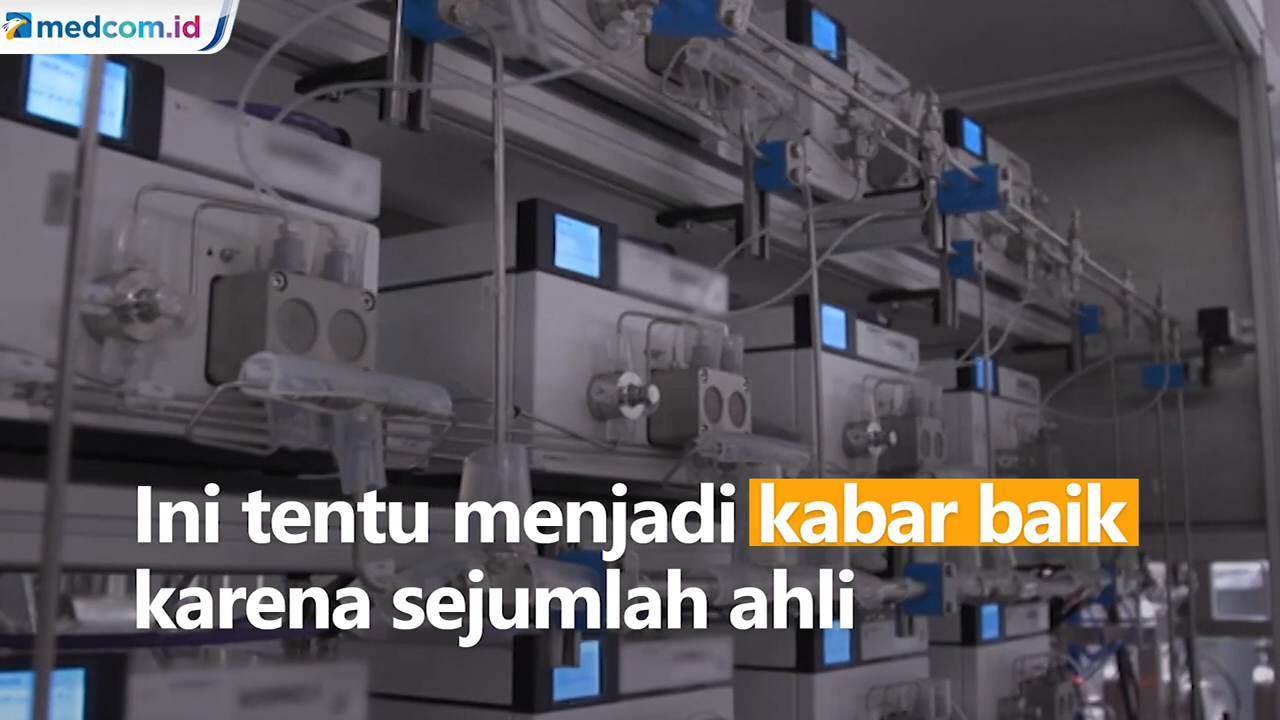 medcom.id
Ini tentu menjadi kabar baik
karena sejumlah ahli